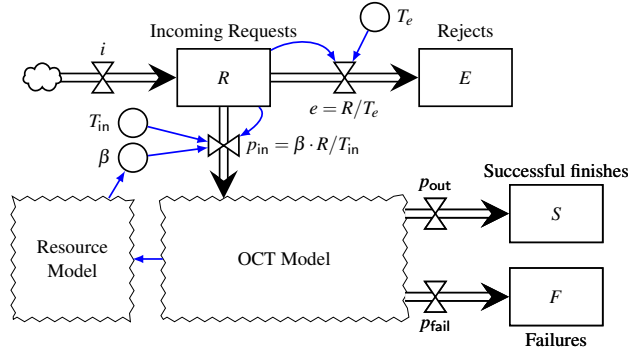 Incoming Requests
T_e
Rejects
i
R
E
e = R/T_e
T_in
p_in = β · R/T_in
β
p_out
Successful finishes
S
Resource
Model
OCT Model
F
p_fail
Failures